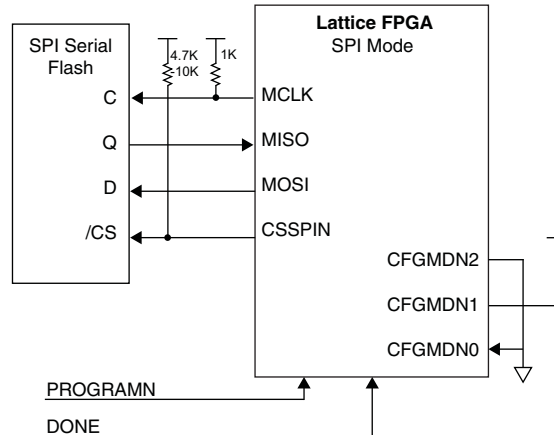 SPI Serial
Flash
4.7K
-10K
1K
Lattice FPGA
SPI Mode
C
MCLK
Q
MISO
D
MOSI
/CS
CSSPIN
CFGMDN2
CFGMDN1
CFGMDN0
PROGRAMN
DONE